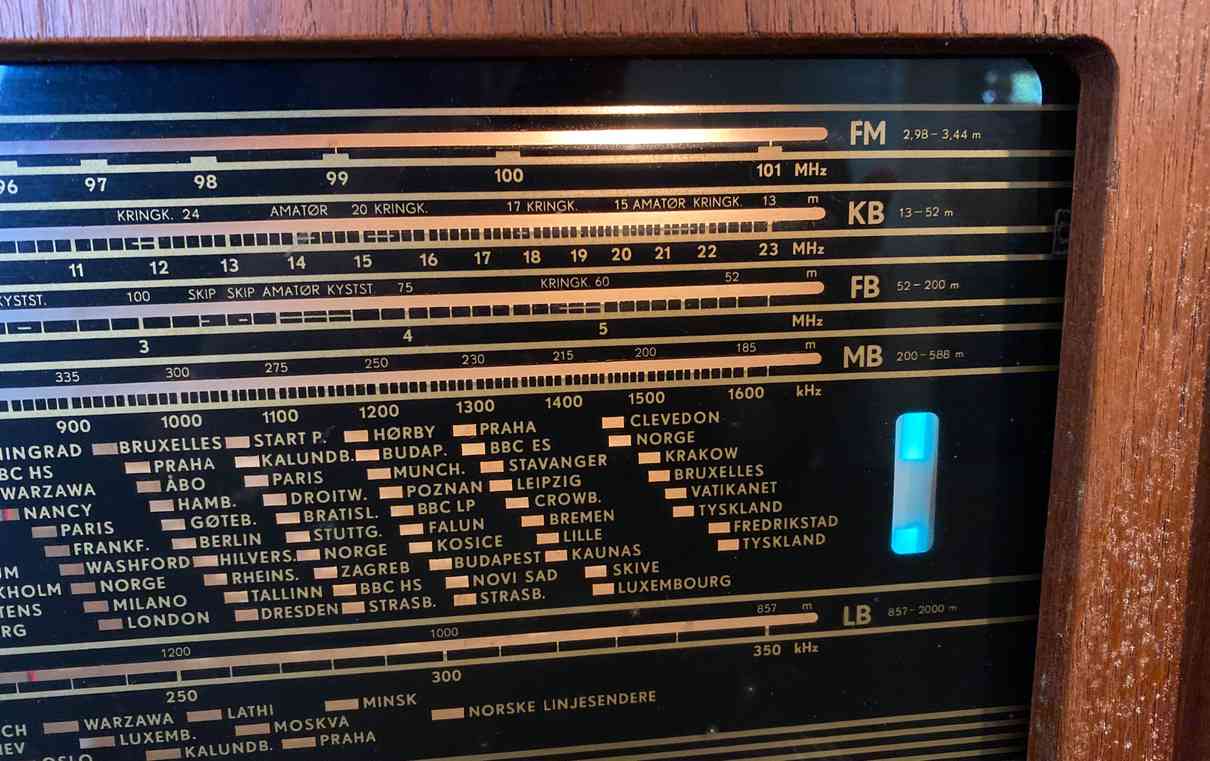 FM 2,98 – 3,44 m
96 97 98 99 100 101 MHz
KRINGK. 24 AMATØR 20 KRINGK. 17 KRINGK. 15 AMATØR KRINGK. 13 m
KB 13 – 52 m
11 12 13 14 15 16 17 18 19 20 21 22 23 MHz
KYSTST. 100 SKIP SKIP AMATØR KYSTST. 75 KRINGK. 60 52 m
FB 52 – 200 m
3 4 5 MHz
335 300 275 250 230 215 200 185 m
MB 200 – 588 m
900 1000 1100 1200 1300 1400 1500 1600 kHz
NINGRAD BRUXELLES START P. HØRBY PRAHA CLEVEDON
BC HS PRAHA KALUNDB. BUDAP. BBC ES NORGE
WARZAWA ÅBO PARIS MUNCH. STAVANGER KRAKOW
NANCY HAMB. DROITW. POZNAN LEIPZIG BRUXELLES
PARIS GØTEB. BRATISL. BBC LP CROWB. VATIKANET
FRANKF. BERLIN STUTTG. FALUN BREMEN TYSKLAND
WASHFORD HILVERS. NORGE KOSICE LILLE FREDRIKSTAD
KHOLM NORGE RHEINS. ZAGREB BUDAPEST KAUNAS TYSKLAND
TENS MILANO TALLINN BBC HS NOVI SAD SKIVE
RG LONDON DRESDEN STRASB. STRASB. LUXEMBOURG
1200 1000 857 m
LB 857 – 2000 m
250 300 350 kHz
CH WARZAWA LATHI MINSK NORSKE LINJESENDERE
EV LUXEMB. MOSKVA
OSLO KALUNDB. PRAHA